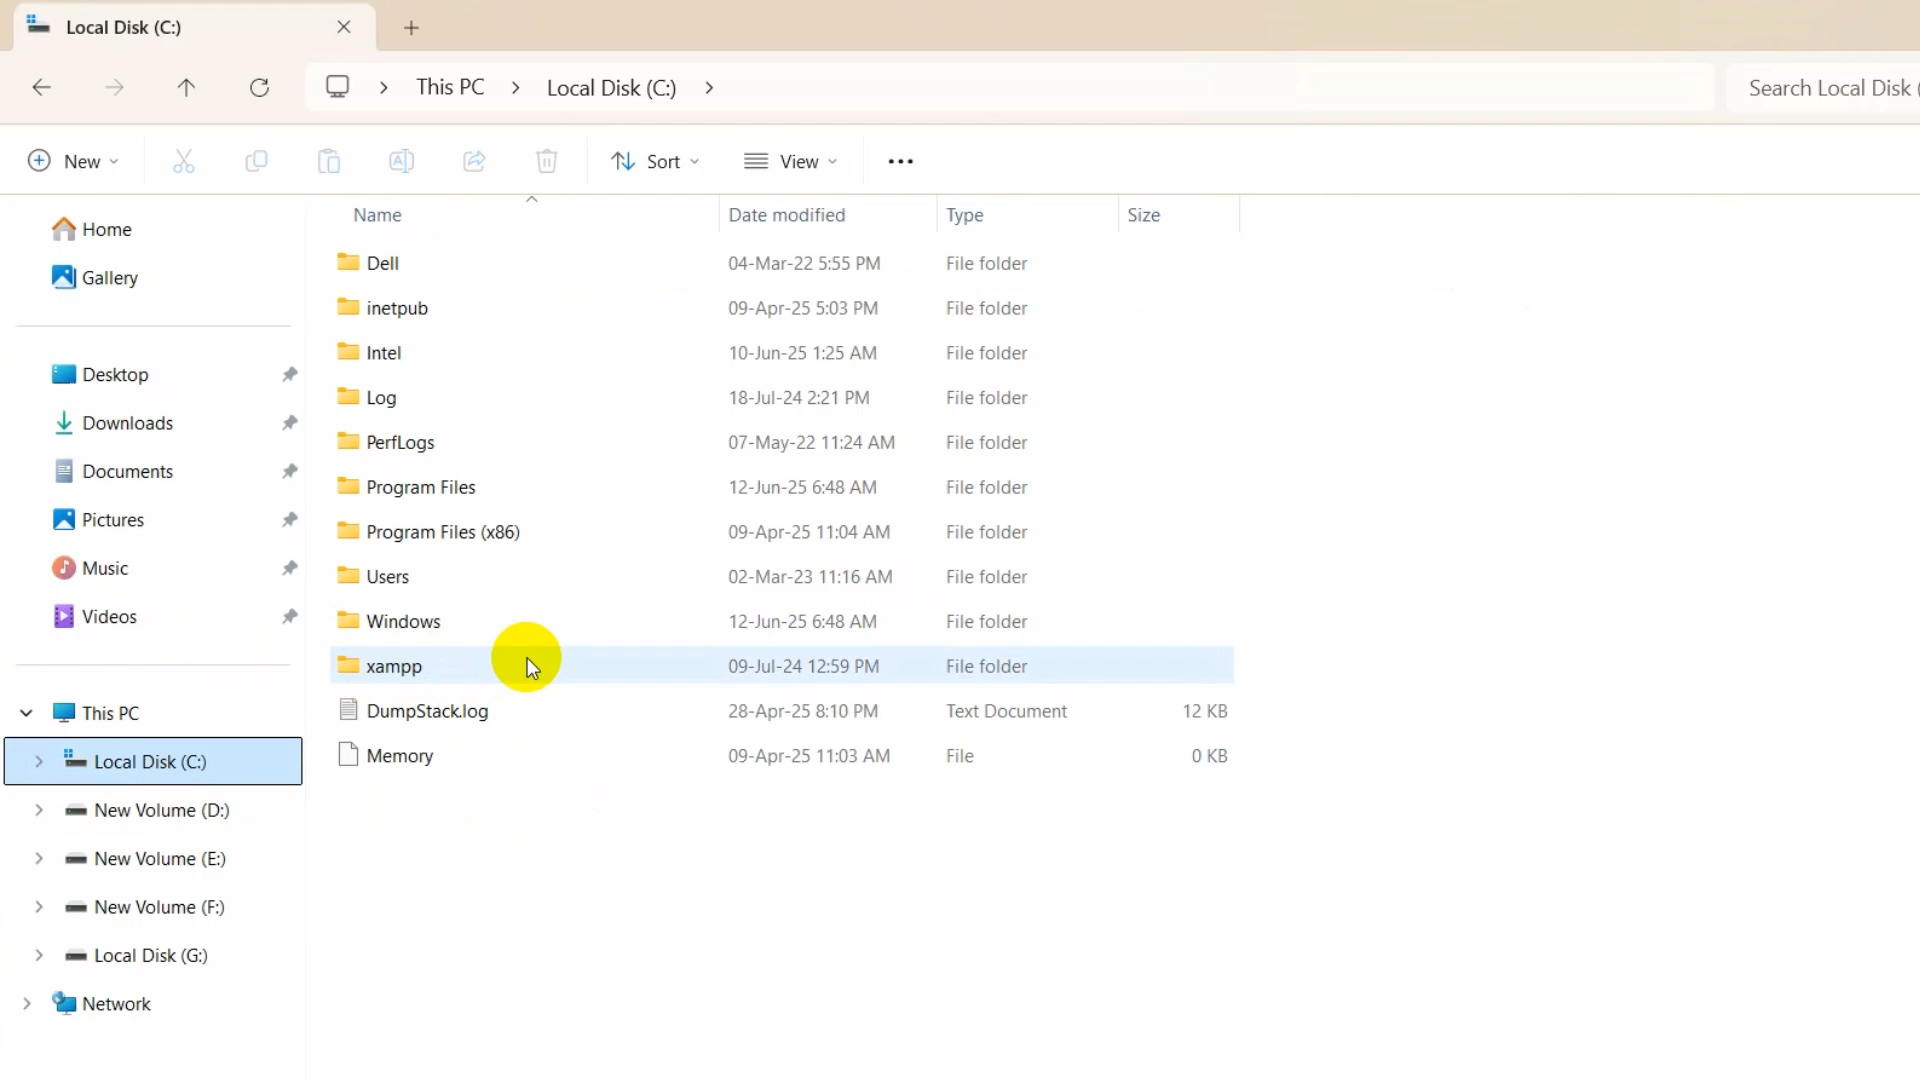 Local Disk (C:)
This PC Local Disk (C:) Search Local Disk (
New Sort View
Name Date modified Type Size
Home
Gallery
Desktop
Downloads
Documents
Pictures
Music
Videos
This PC
Local Disk (C:)
New Volume (D:)
New Volume (E:)
New Volume (F:)
Local Disk (G:)
Network
Dell 04-Mar-22 5:55 PM File folder
inetpub 09-Apr-25 5:03 PM File folder
Intel 10-Jun-25 1:25 AM File folder
Log 18-Jul-24 2:21 PM File folder
PerfLogs 07-May-22 11:24 AM File folder
Program Files 12-Jun-25 6:48 AM File folder
Program Files (x86) 09-Apr-25 11:04 AM File folder
Users 02-Mar-23 11:16 AM File folder
Windows 12-Jun-25 6:48 AM File folder
xampp 09-Jul-24 12:59 PM File folder
DumpStack.log 28-Apr-25 8:10 PM Text Document 12 KB
Memory 09-Apr-25 11:03 AM File 0 KB